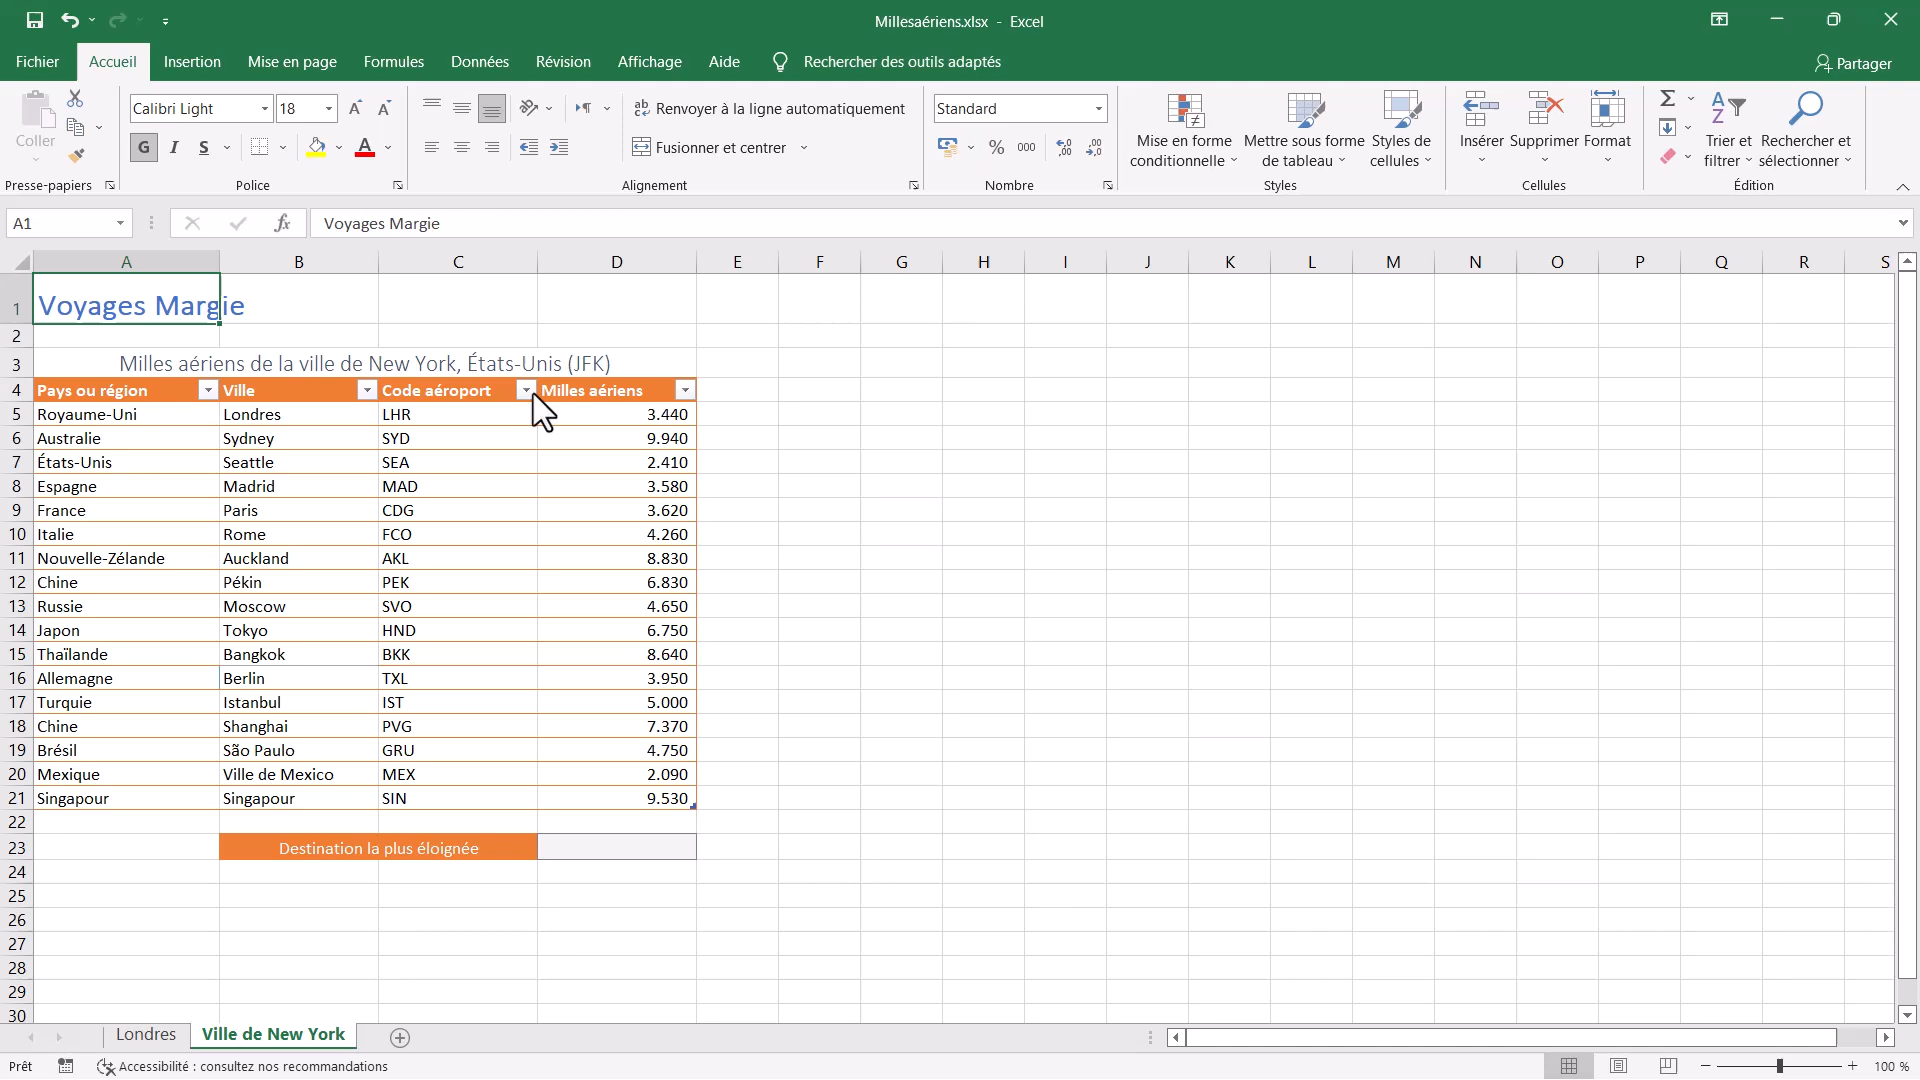 Millesaériens.xlsx - Excel
Fichier Accueil Insertion Mise en page Formules Données Révision Affichage Aide Rechercher des outils adaptés Partager
Coller
Presse-papiers
Calibri Light 18
G I S A
Police
Renvoyer à la ligne automatiquement
Fusionner et centrer
Alignement
Standard
% 000
Nombre
Mise en forme conditionnelle
Mettre sous forme de tableau
Styles de cellules
Styles
Insérer Supprimer Format
Cellules
Trier et filtrer
Rechercher et sélectionner
Édition
A1 fx Voyages Margie
A B C D E F G H I J K L M N O P Q R S
1 Voyages Margie
2
3 Milles aériens de la ville de New York, États-Unis (JFK)
4 Pays ou région Ville Code aéroport Milles aériens
5 Royaume-Uni Londres LHR 3.440
6 Australie Sydney SYD 9.940
7 États-Unis Seattle SEA 2.410
8 Espagne Madrid MAD 3.580
9 France Paris CDG 3.620
10 Italie Rome FCO 4.260
11 Nouvelle-Zélande Auckland AKL 8.830
12 Chine Pékin PEK 6.830
13 Russie Moscow SVO 4.650
14 Japon Tokyo HND 6.750
15 Thaïlande Bangkok BKK 8.640
16 Allemagne Berlin TXL 3.950
17 Turquie Istanbul IST 5.000
18 Chine Shanghai PVG 7.370
19 Brésil São Paulo GRU 4.750
20 Mexique Ville de Mexico MEX 2.090
21 Singapour Singapour SIN 9.530
22
23 Destination la plus éloignée
24
25
26
27
28
29
30
Londres Ville de New York
Prêt Accessibilité : consultez nos recommandations 100 %